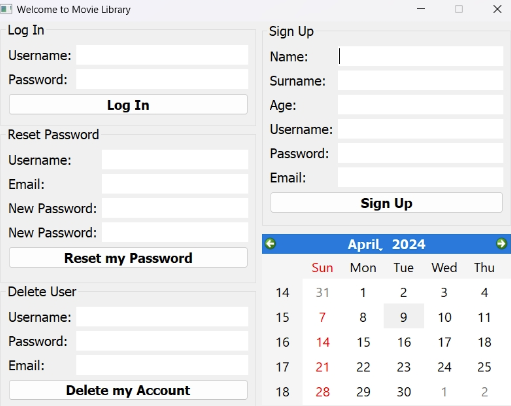 Welcome to Movie Library
Log In
Username:
Password:
Log In
Reset Password
Username:
Email:
New Password:
New Password:
Reset my Password
Delete User
Username:
Password:
Email:
Delete my Account
Sign Up
Name:
Surname:
Age:
Username:
Password:
Email:
Sign Up
April, 2024
Sun Mon Tue Wed Thu
14 31 1 2 3 4
15 7 8 9 10 11
16 14 15 16 17 18
17 21 22 23 24 25
18 28 29 30 1 2